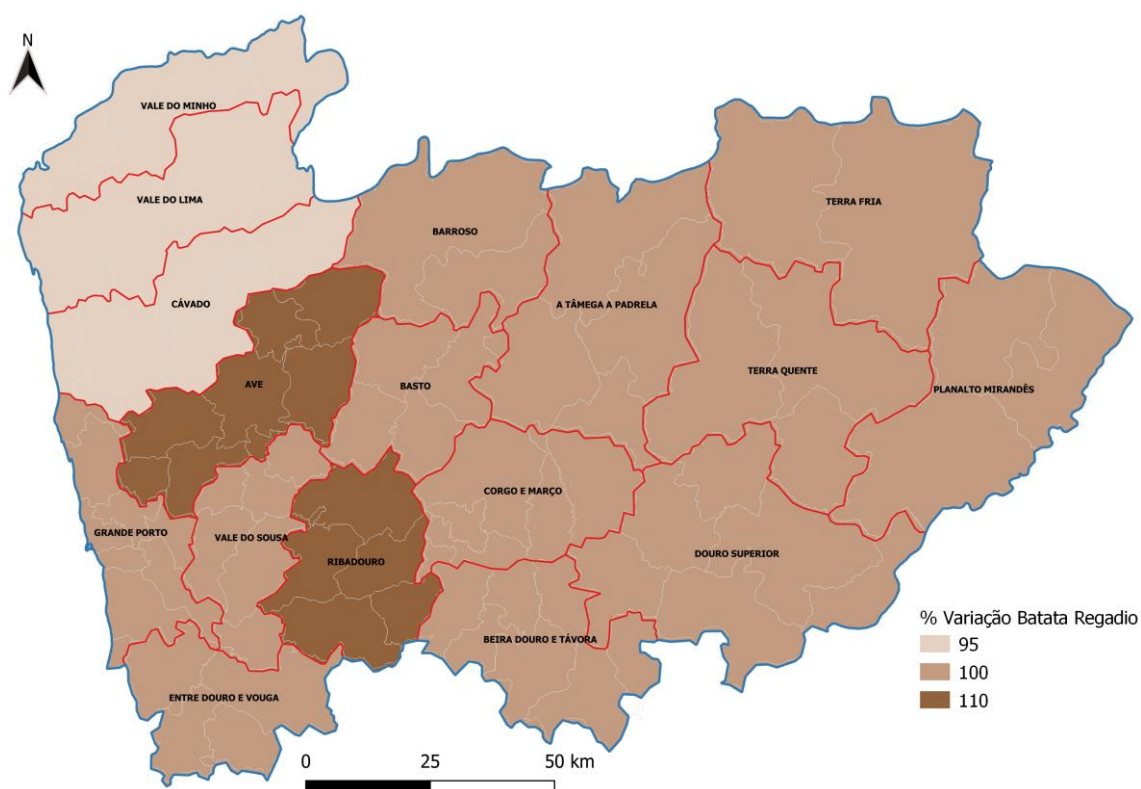 N
VALE DO MINHO
VALE DO LIMA
TERRA FRIA
BARROSO
CÁVADO
A TÂMEGA A PADRELA
TERRA QUENTE
AVE
BASTO
PLANALTO MIRANDÊS
CORGO E MARÇO
GRANDE PORTO
VALE DO SOUSA
RIBADOURO
DOURO SUPERIOR
BEIRA DOURO E TÁVORA
ENTRE DOURO E VOUGA
% Variação Batata Regadio
95
100
110
0 25 50 km